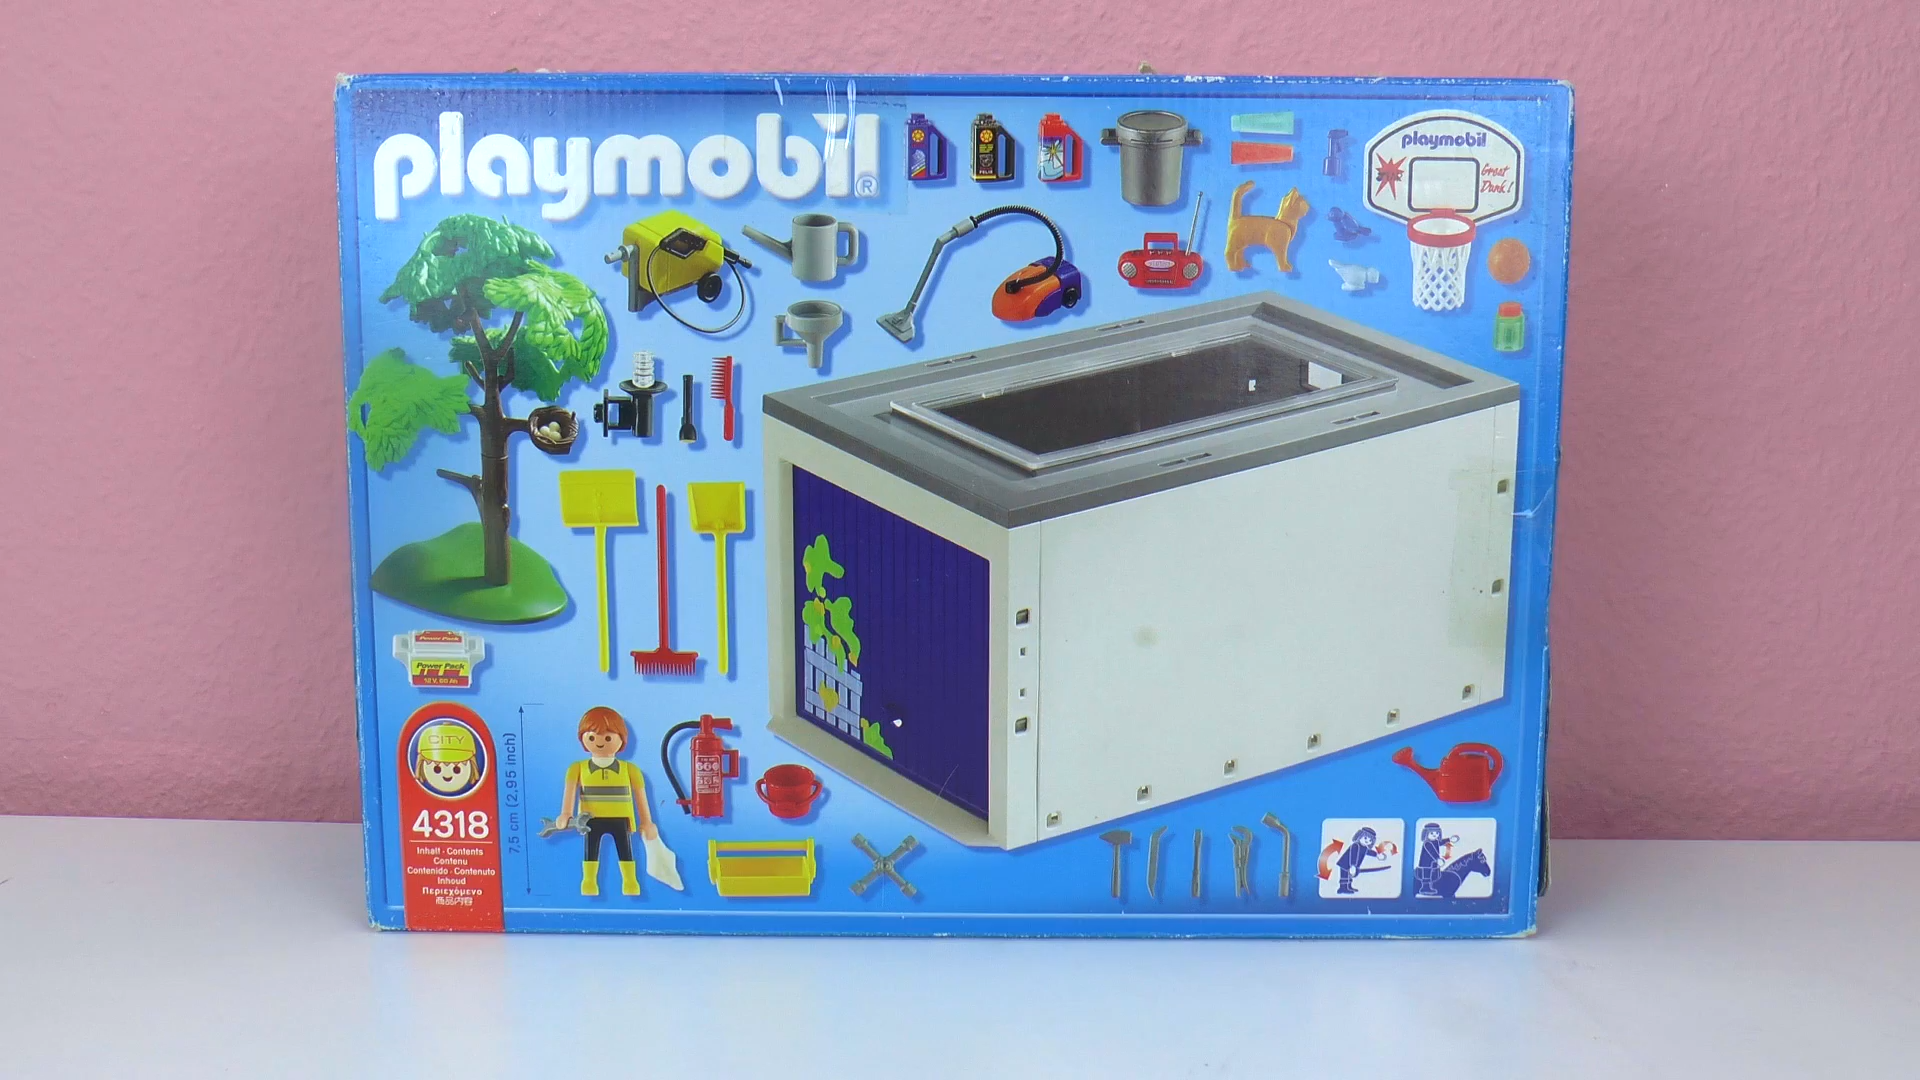 playmobil®
playmobil
Great
Dunk!
Power Pack
Power Pack
12 V, 60 Ah
CITY
4318
Inhalt · Contents
Contenu
Contenido · Contenuto
Inhoud
Περιεχόμενο
商品内容
7,5 cm (2,95 inch)